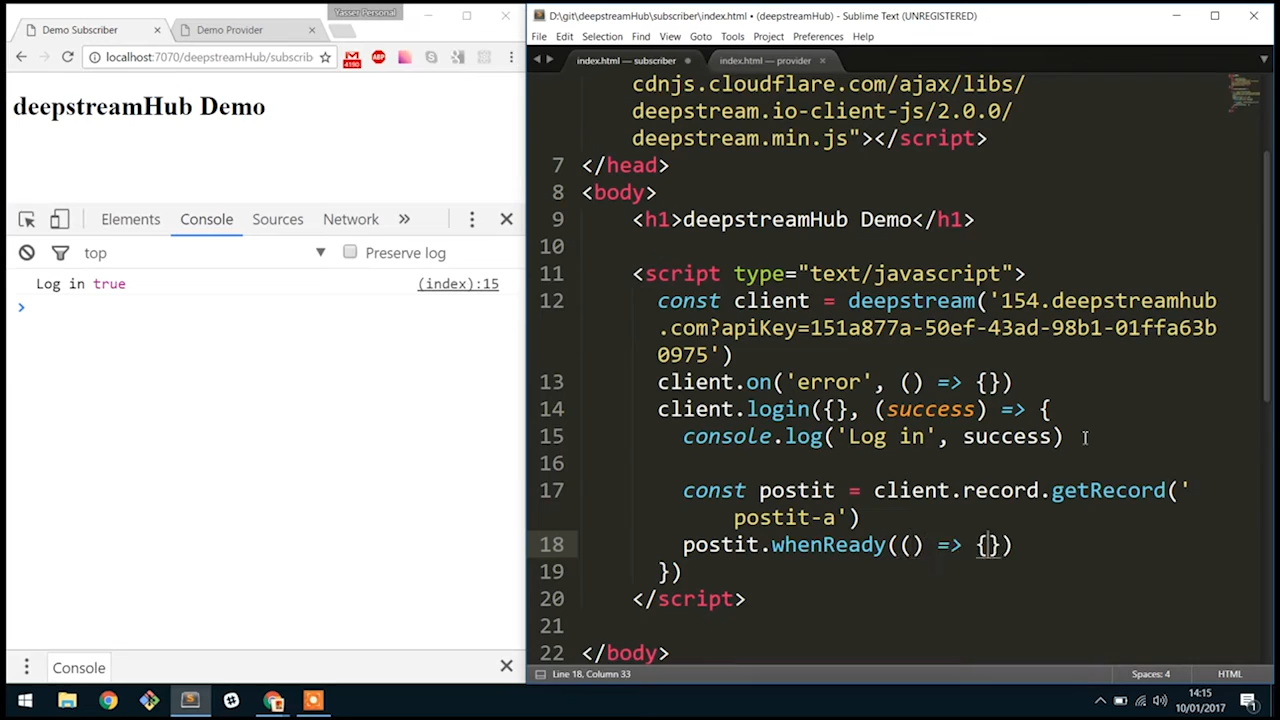 Yasset Personal
Demo Subscriber
Demo Provider
localhost:7070/deepstreamHub/subscrib
4190
ABP
deepstreamHub Demo
Elements Console Sources Network
top Preserve log
Log in true (index):15
Console
D:\git\deepstreamHub\subscriber\index.html • (deepstreamHub) - Sublime Text (UNREGISTERED)
File Edit Selection Find View Goto Tools Project Preferences Help
index.html — subscriber index.html — provider
cdnjs.cloudflare.com/ajax/libs/
deepstream.io-client-js/2.0.0/
deepstream.min.js"></script>
7 </head>
8 <body>
9 <h1>deepstreamHub Demo</h1>
10
11 <script type="text/javascript">
12 const client = deepstream('154.deepstreamhub
.com?apiKey=151a877a-50ef-43ad-98b1-01ffa63b
0975')
13 client.on('error', () => {})
14 client.login({}, (success) => {
15 console.log('Log in', success)
16
17 const postit = client.record.getRecord('
postit-a')
18 postit.whenReady(() => {})
19 })
20 </script>
21
22 </body>
Line 18, Column 33 Spaces: 4 HTML
14:15
10/01/2017
1